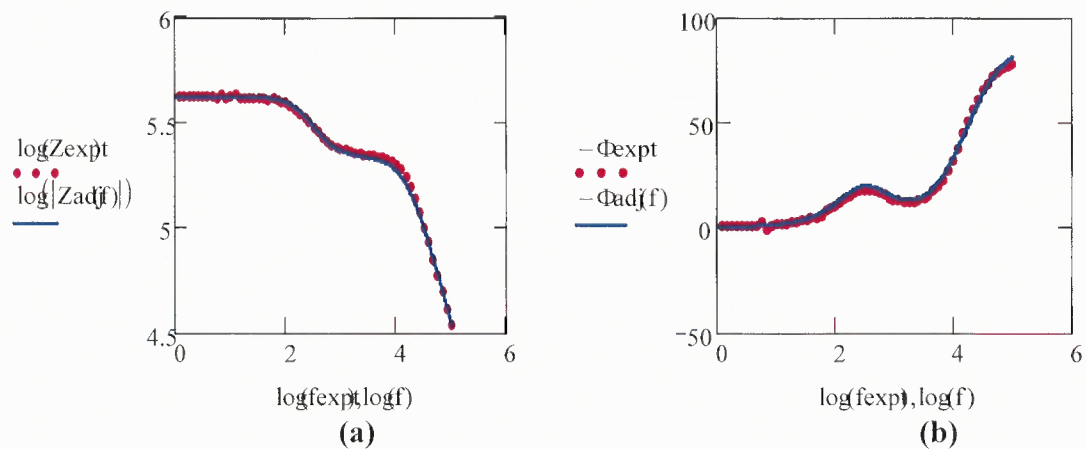 6
5.5
5
4.5
0
2
4
6
log(Zexpt
log(|Zadj(f)|)
log(fexpt),log(f)
(a)
100
50
0
−50
0
2
4
6
−Φexpt
−Φadj(f)
log(fexpt),log(f)
(b)